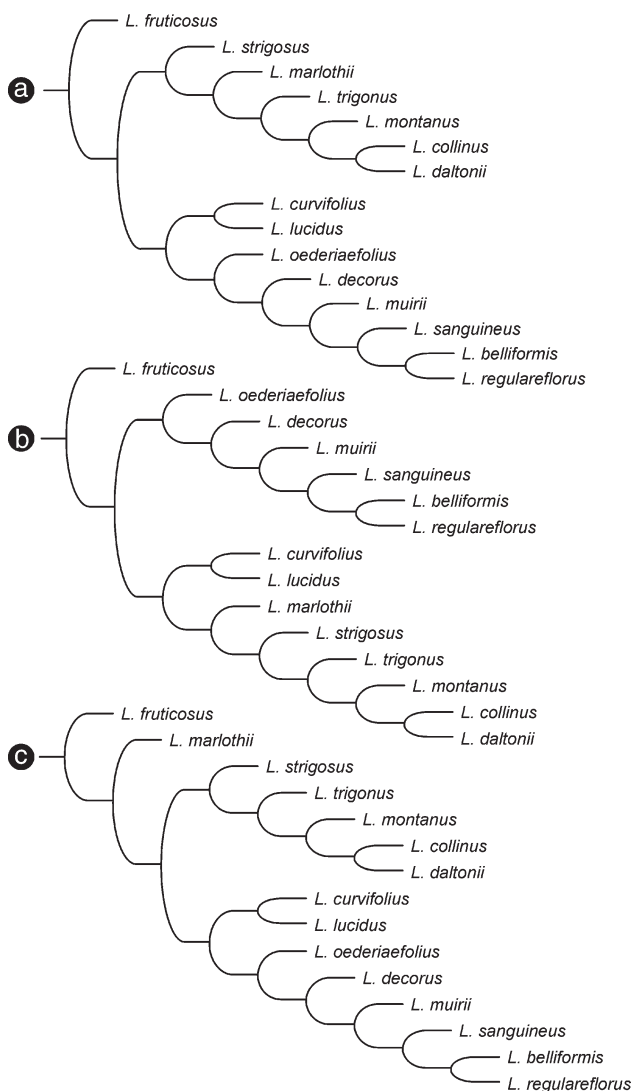 L. fruticosus
L. strigosus
L. marlothii
a
L. trigonus
L. montanus
L. collinus
L. daltonii
L. curvifolius
L. lucidus
L. oederiaefolius
L. decorus
L. muirii
L. sanguineus
L. belliformis
L. regulareflorus
L. fruticosus
L. oederiaefolius
L. decorus
b
L. muirii
L. sanguineus
L. belliformis
L. regulareflorus
L. curvifolius
L. lucidus
L. marlothii
L. strigosus
L. trigonus
L. montanus
L. collinus
L. daltonii
L. fruticosus
L. marlothii
c
L. strigosus
L. trigonus
L. montanus
L. collinus
L. daltonii
L. curvifolius
L. lucidus
L. oederiaefolius
L. decorus
L. muirii
L. sanguineus
L. belliformis
L. regulareflorus